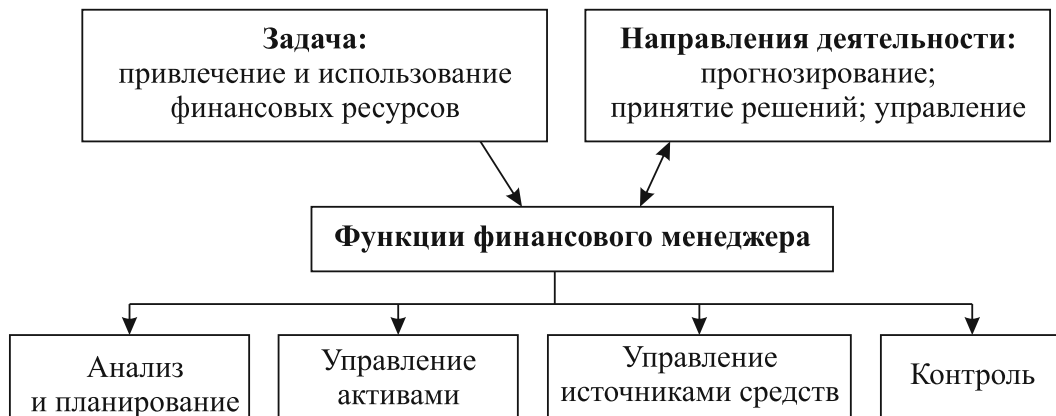 Задача:
привлечение и использование
финансовых ресурсов
Направления деятельности:
прогнозирование;
принятие решений; управление
Функции финансового менеджера
Анализ
и планирование
Управление
активами
Управление
источниками средств
Контроль